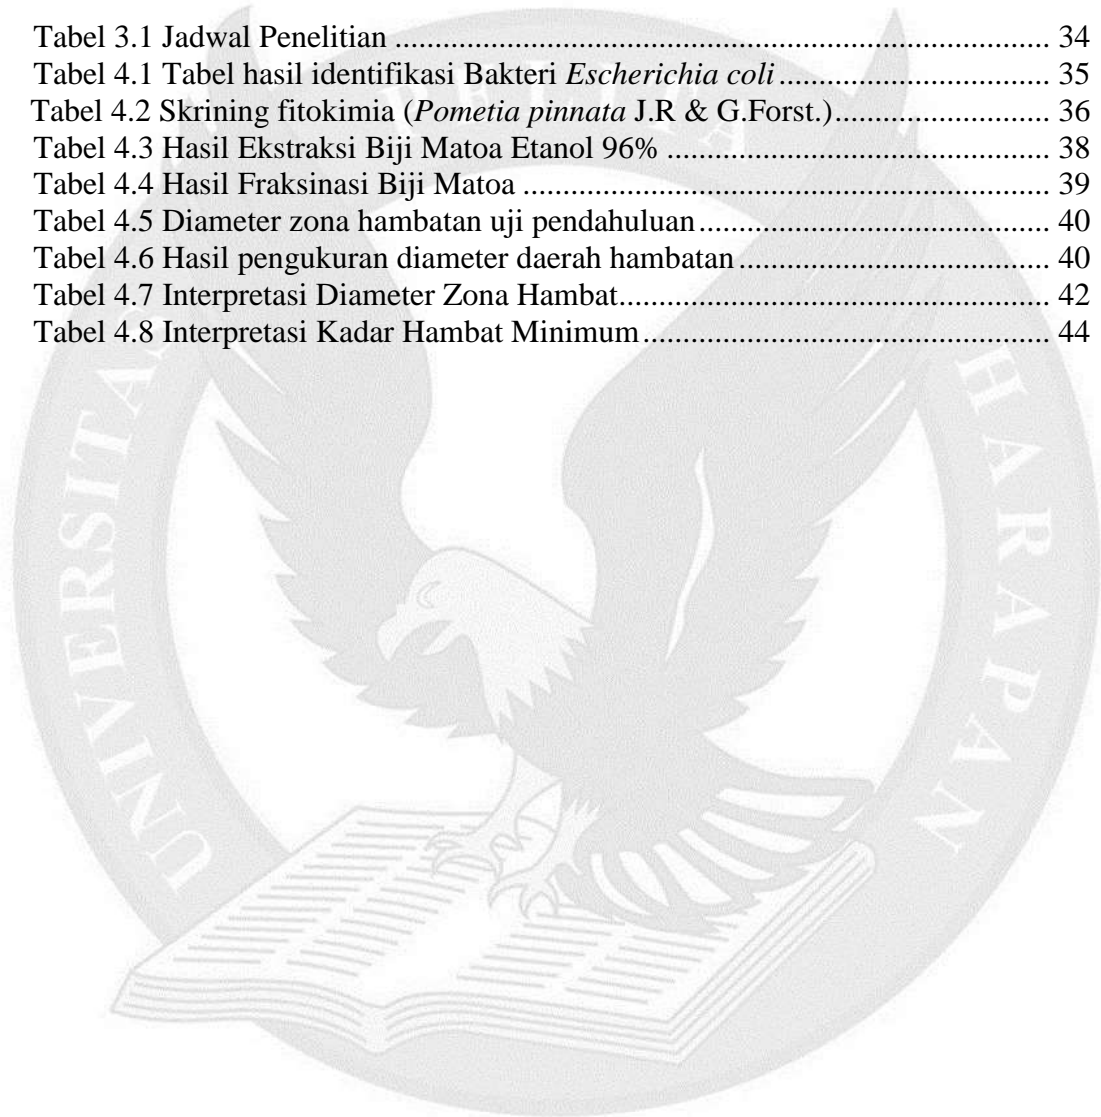 Tabel 3.1 Jadwal Penelitian ................................................................................ 34
Tabel 4.1 Tabel hasil identifikasi Bakteri Escherichia coli ................................. 35
Tabel 4.2 Skrining fitokimia (Pometia pinnata J.R & G.Forst.) .......................... 36
Tabel 4.3 Hasil Ekstraksi Biji Matoa Etanol 96% ............................................... 38
Tabel 4.4 Hasil Fraksinasi Biji Matoa ................................................................ 39
Tabel 4.5 Diameter zona hambatan uji pendahuluan ........................................... 40
Tabel 4.6 Hasil pengukuran diameter daerah hambatan ...................................... 40
Tabel 4.7 Interpretasi Diameter Zona Hambat..................................................... 42
Tabel 4.8 Interpretasi Kadar Hambat Minimum .................................................. 44
UNIVERSITAS PELITA HARAPAN